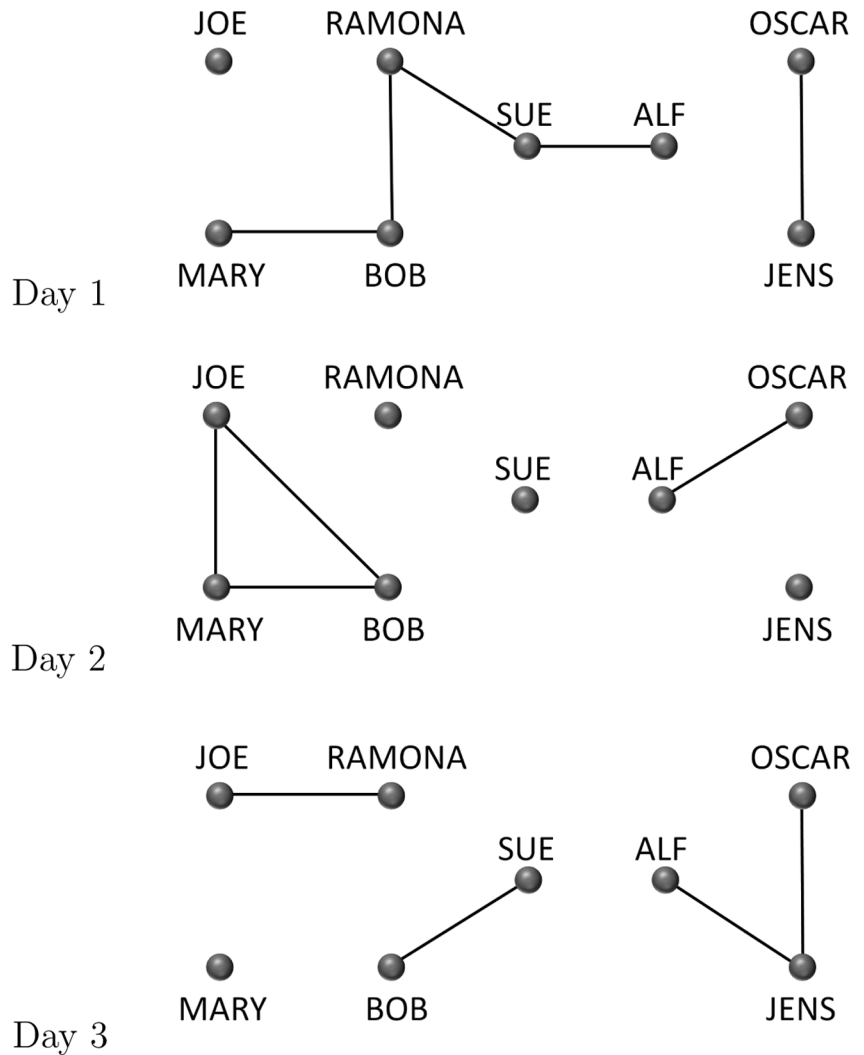 JOE RAMONA OSCAR
SUE ALF
MARY BOB JENS
Day 1
JOE RAMONA OSCAR
SUE ALF
MARY BOB JENS
Day 2
JOE RAMONA OSCAR
SUE ALF
MARY BOB JENS
Day 3